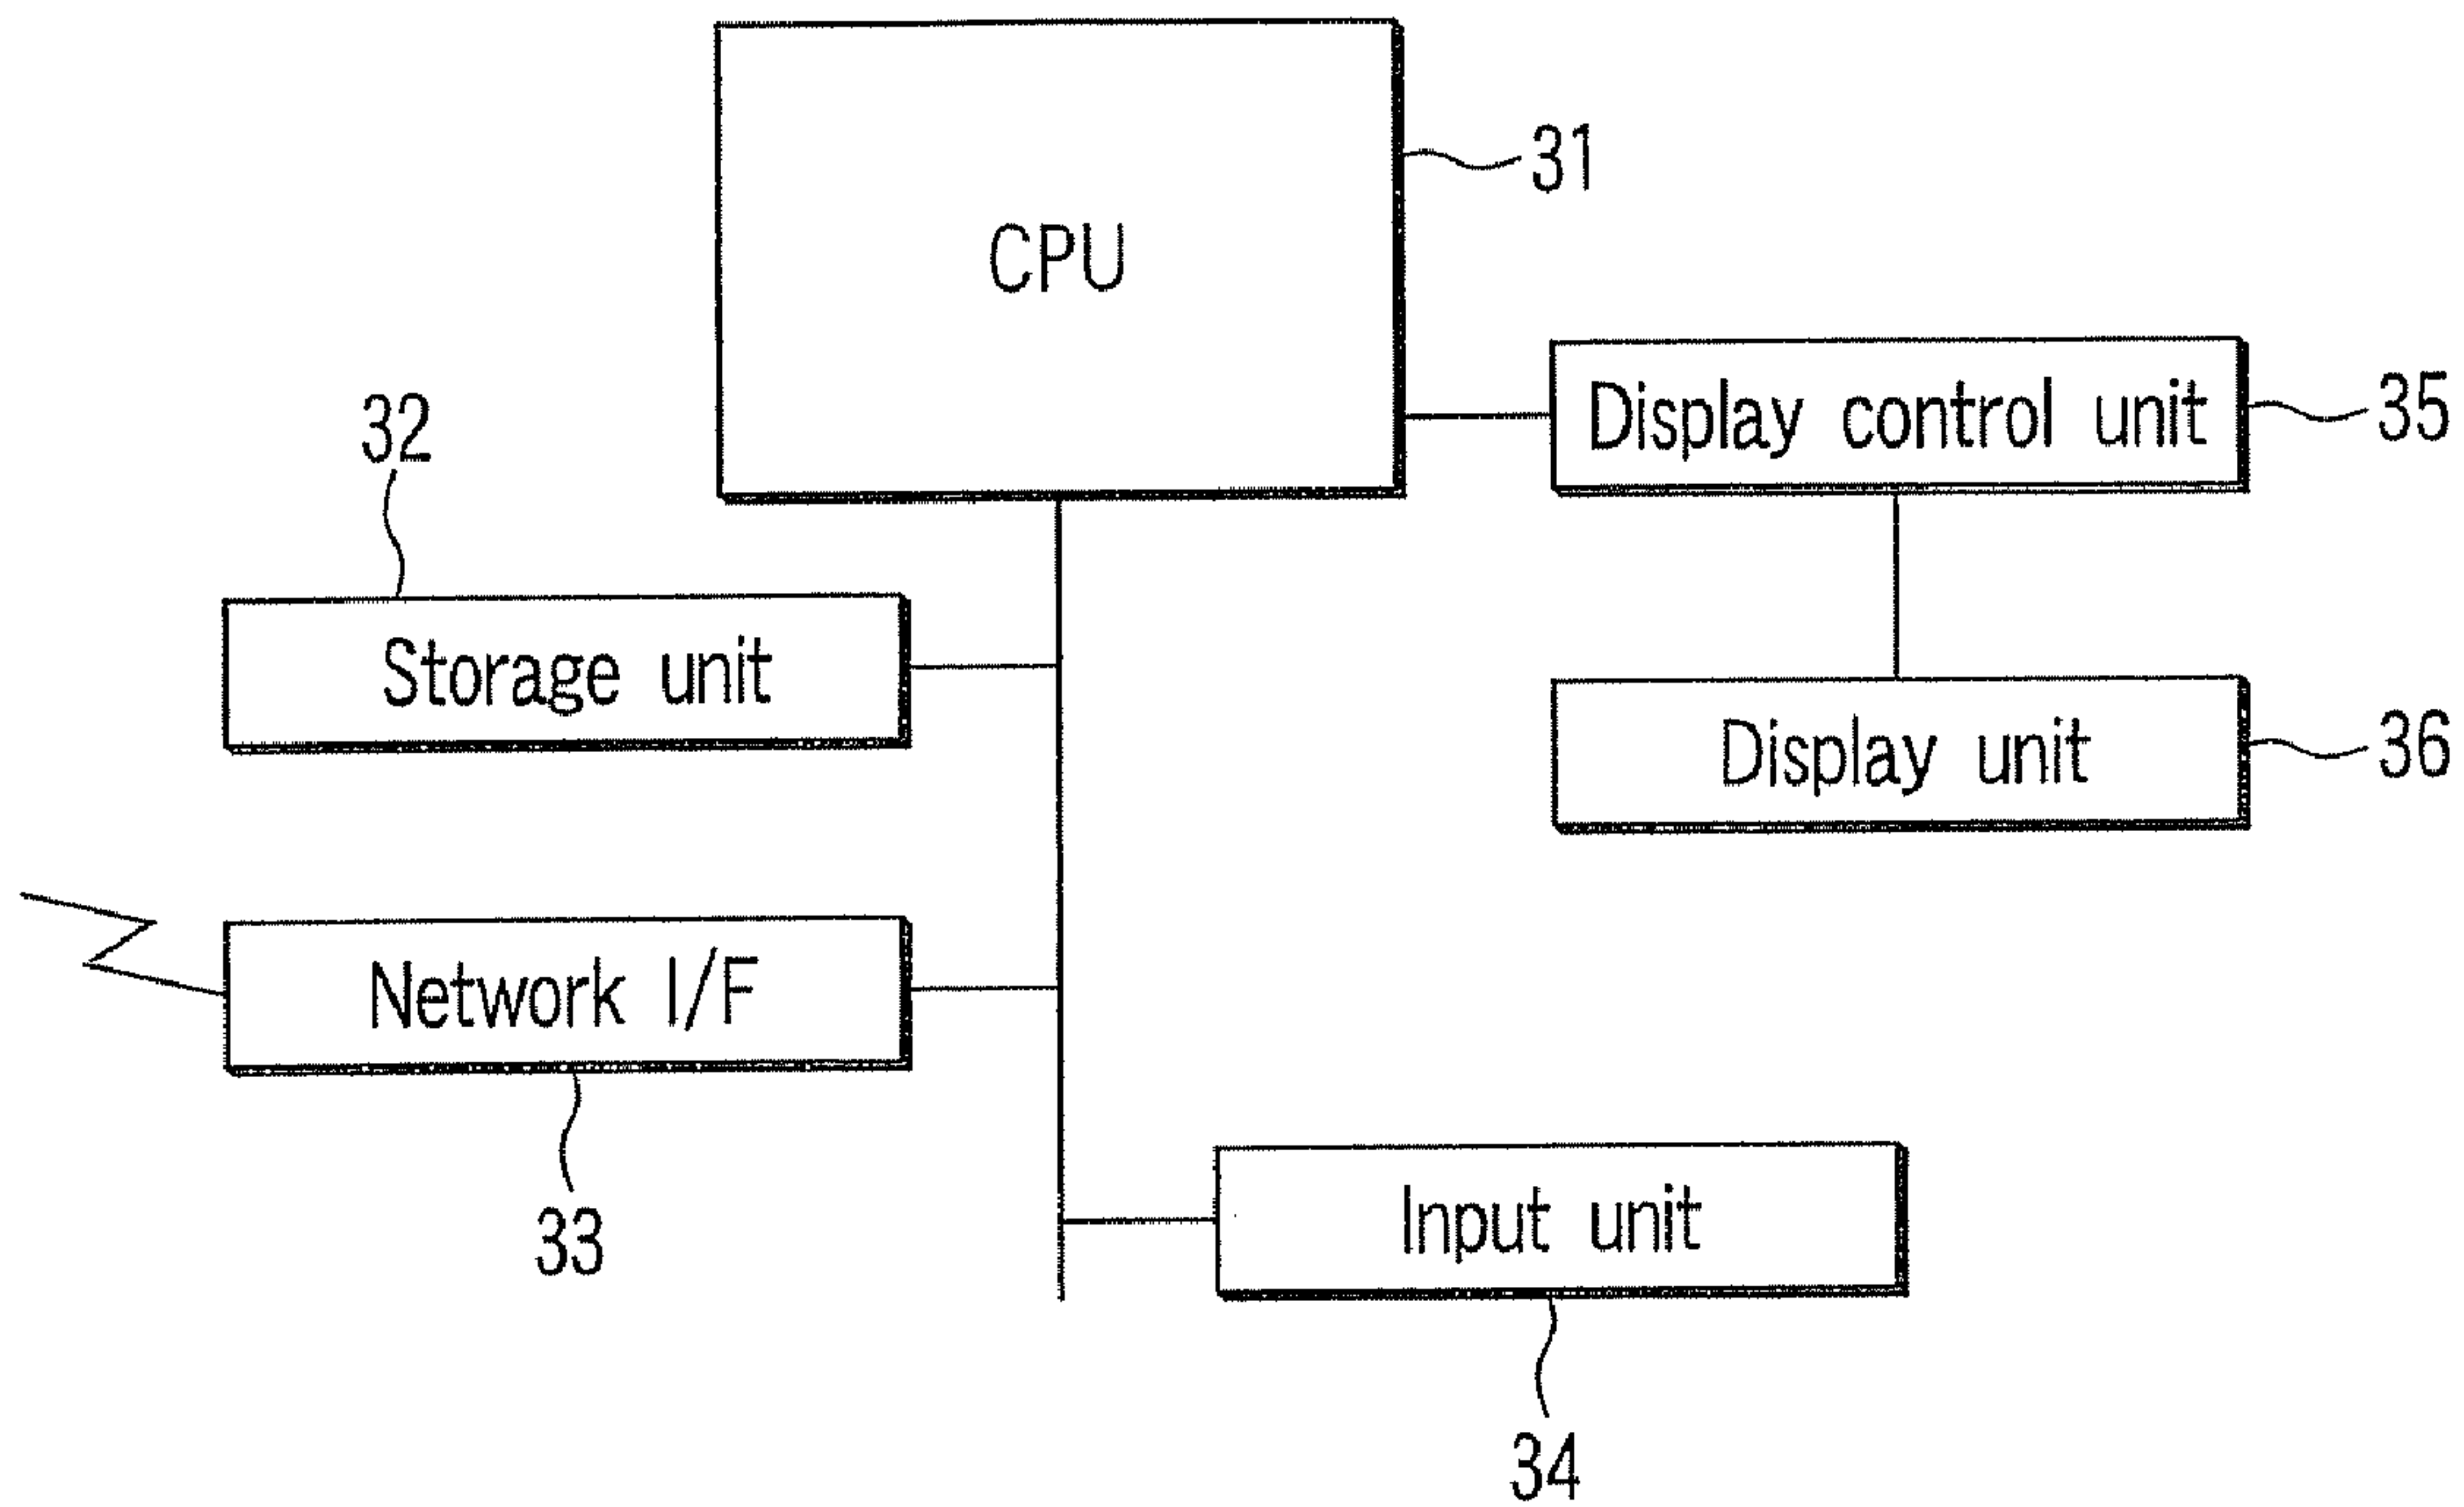 CPU
31
Display control unit
35
32
Storage unit
Display unit
36
Network I/F
33
Input unit
34